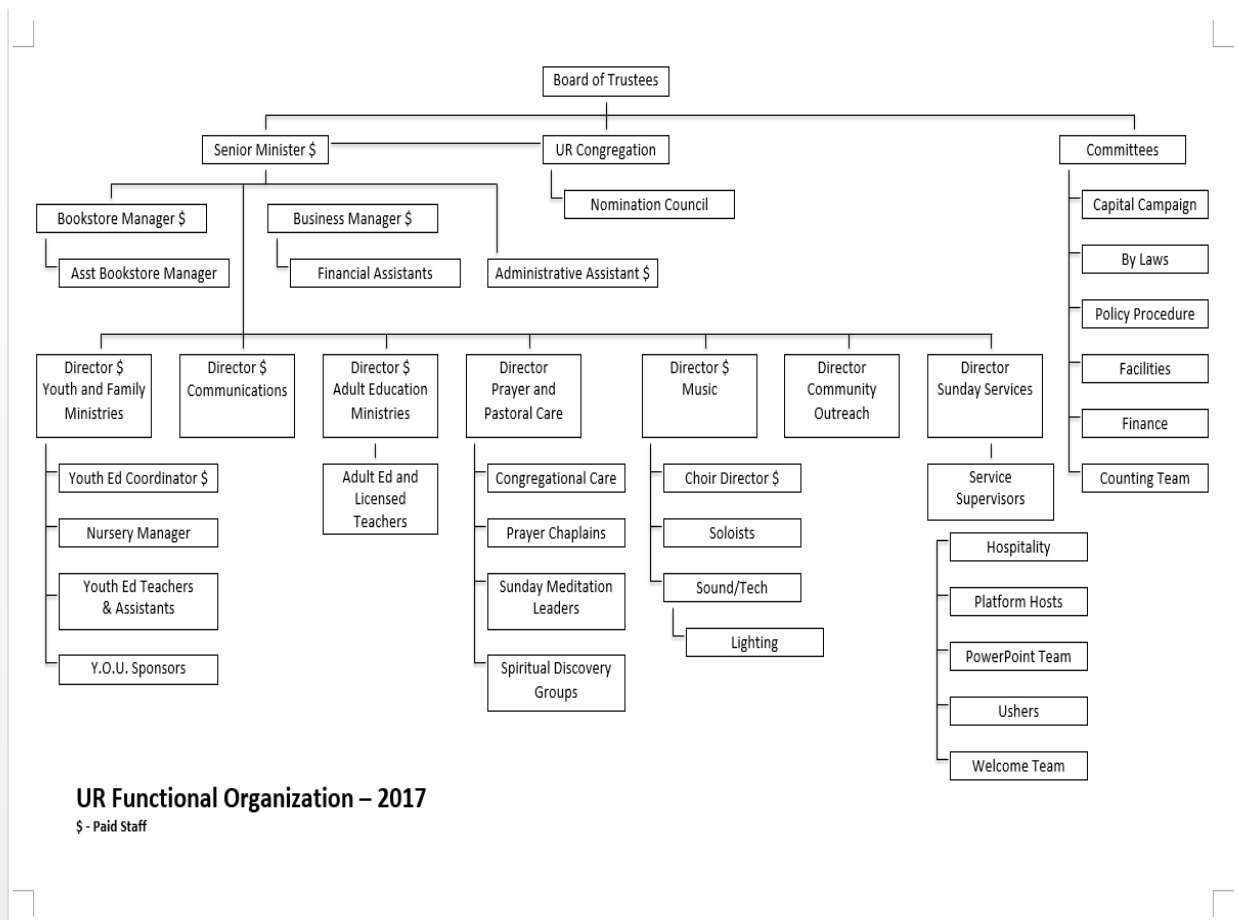 Board of Trustees
Senior Minister $
UR Congregation
Committees
Nomination Council
Bookstore Manager $
Business Manager $
Asst Bookstore Manager
Financial Assistants
Administrative Assistant $
Capital Campaign
By Laws
Policy Procedure
Facilities
Finance
Counting Team
Director $
Youth and Family
Ministries
Director $
Communications
Director $
Adult Education
Ministries
Director
Prayer and
Pastoral Care
Director $
Music
Director
Community
Outreach
Director
Sunday Services
Youth Ed Coordinator $
Nursery Manager
Youth Ed Teachers
& Assistants
Y.O.U. Sponsors
Adult Ed and
Licensed
Teachers
Congregational Care
Prayer Chaplains
Sunday Meditation
Leaders
Spiritual Discovery
Groups
Choir Director $
Soloists
Sound/Tech
Lighting
Service
Supervisors
Hospitality
Platform Hosts
PowerPoint Team
Ushers
Welcome Team
UR Functional Organization – 2017
$ - Paid Staff